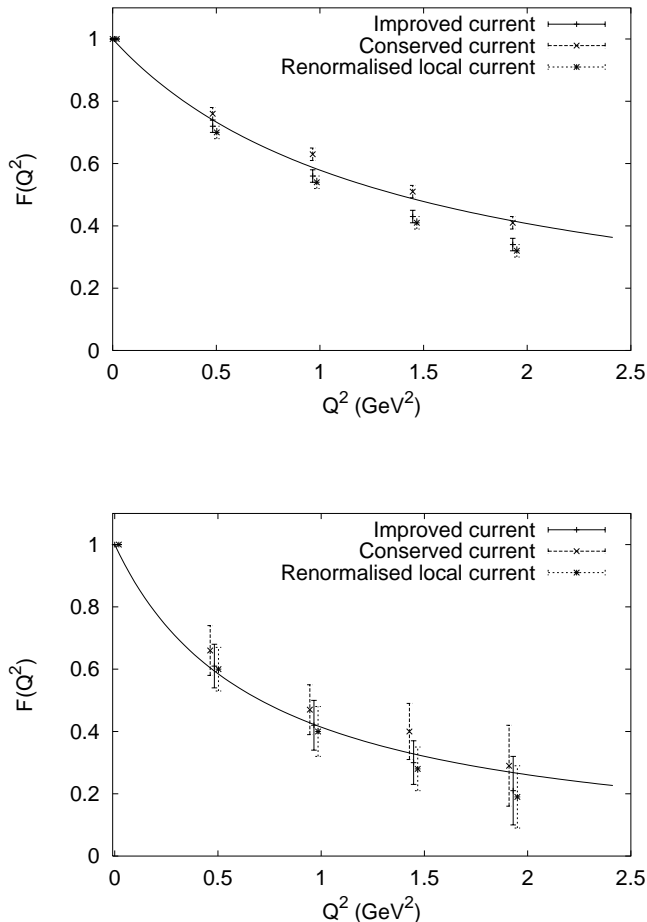 Improved current
Conserved current
Renormalised local current
1
0.8
0.6
0.4
0.2
0
F(Q²)
0 0.5 1 1.5 2 2.5
Q² (GeV²)
Improved current
Conserved current
Renormalised local current
1
0.8
0.6
0.4
0.2
0
F(Q²)
0 0.5 1 1.5 2 2.5
Q² (GeV²)